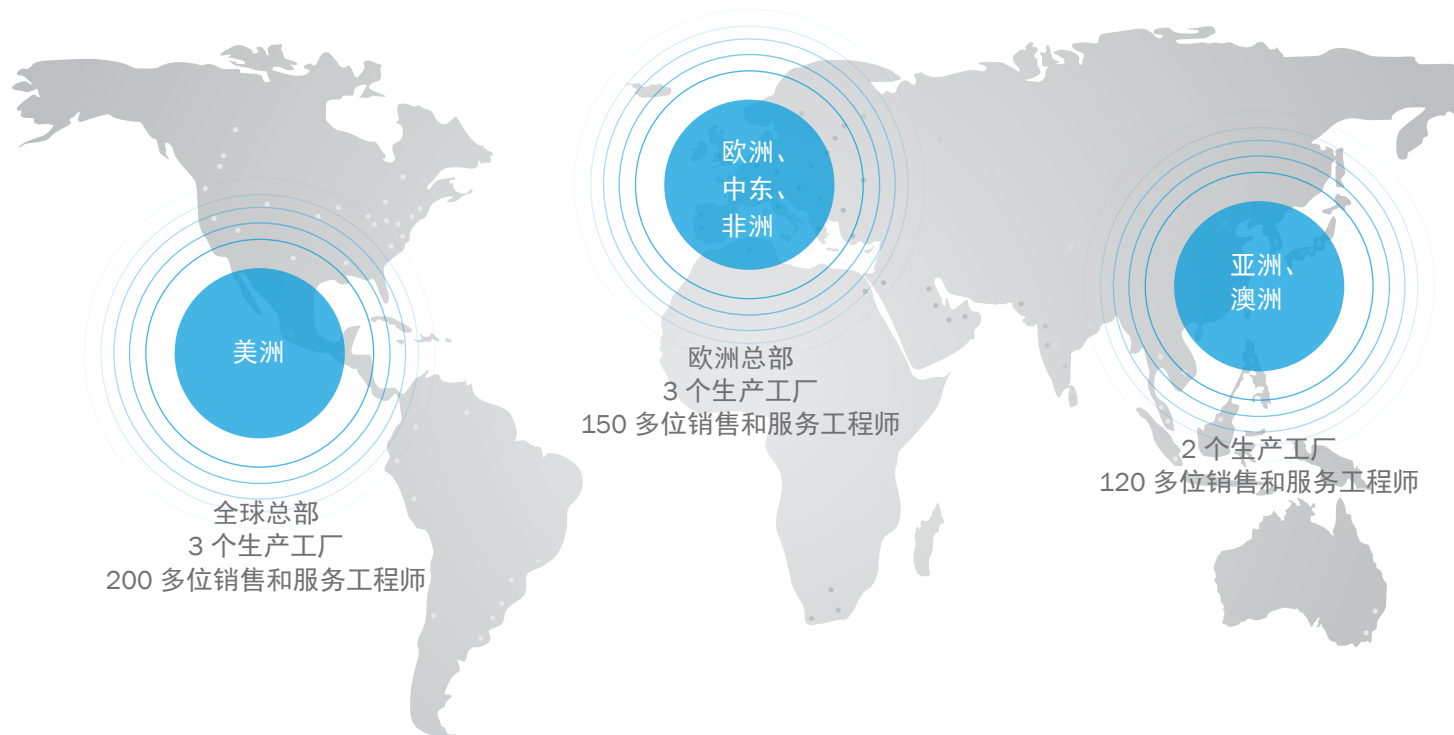 欧洲、
中东、
非洲
亚洲、
澳洲
美洲
欧洲总部
3 个生产工厂
150 多位销售和服务工程师
2 个生产工厂
120 多位销售和服务工程师
全球总部
3 个生产工厂
200 多位销售和服务工程师